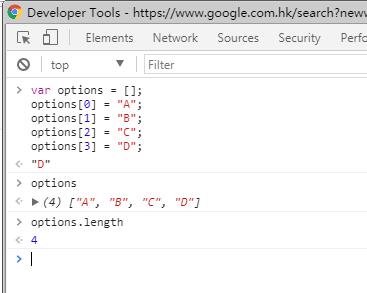 Developer Tools - https://www.google.com.hk/search?neww
Elements Network Sources Security Perform
top Filter
> var options = [];
options[0] = "A";
options[1] = "B";
options[2] = "C";
options[3] = "D";
"D"
> options
(4) ["A", "B", "C", "D"]
> options.length
4
>